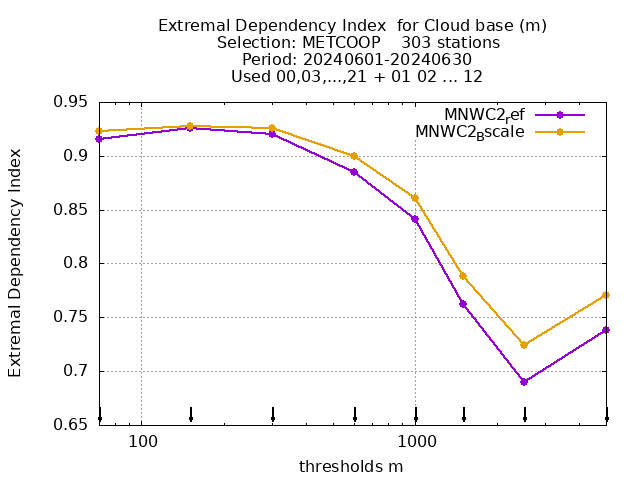 Extremal Dependency Index  for Cloud base (m)
Selection: METCOOP    303 stations
Period: 20240601-20240630
Used 00,03,...,21 + 01 02 ... 12
MNWC2ref
MNWC2Bscale
0.95
0.9
0.85
0.8
0.75
0.7
0.65
Extremal Dependency Index
100
1000
thresholds m